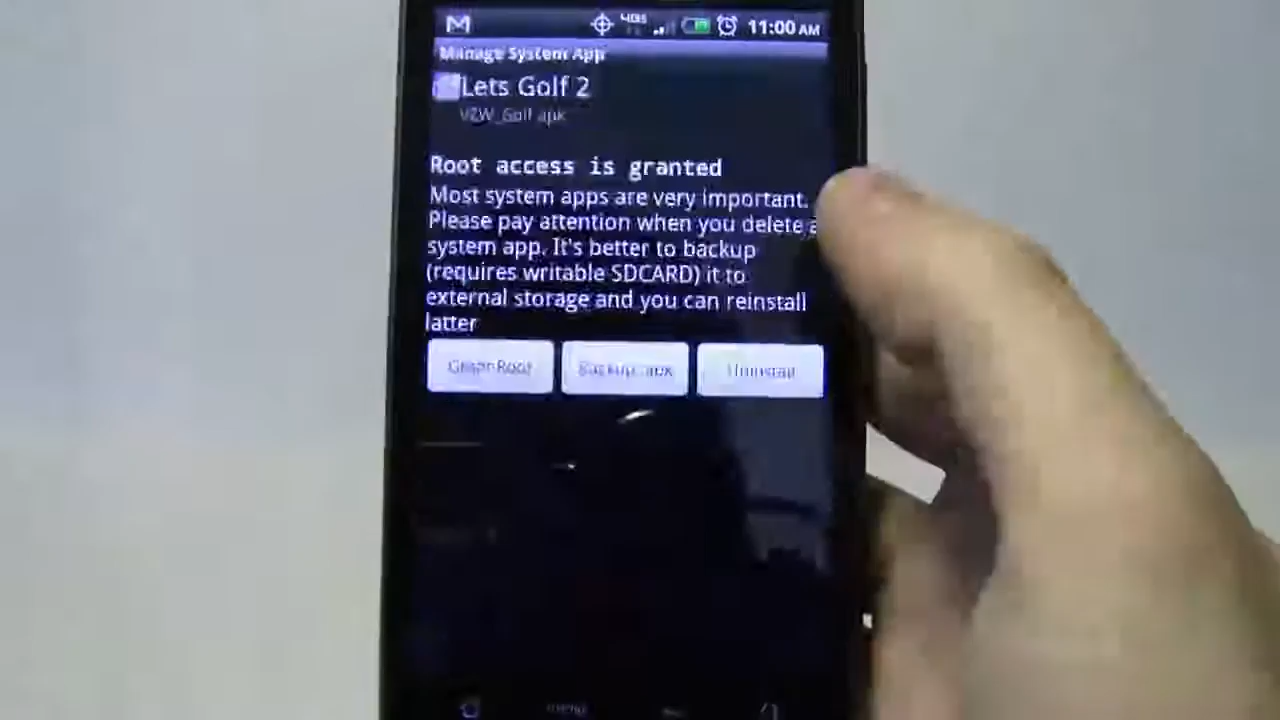 4G 11:00 AM
Manage System App
Lets Golf 2
VZW_Golf.apk
Root access is granted
Most system apps are very important.
Please pay attention when you delete a
system app. It's better to backup
(requires writable SDCARD) it to
external storage and you can reinstall
latter
Backup .apk Uninstall
menu